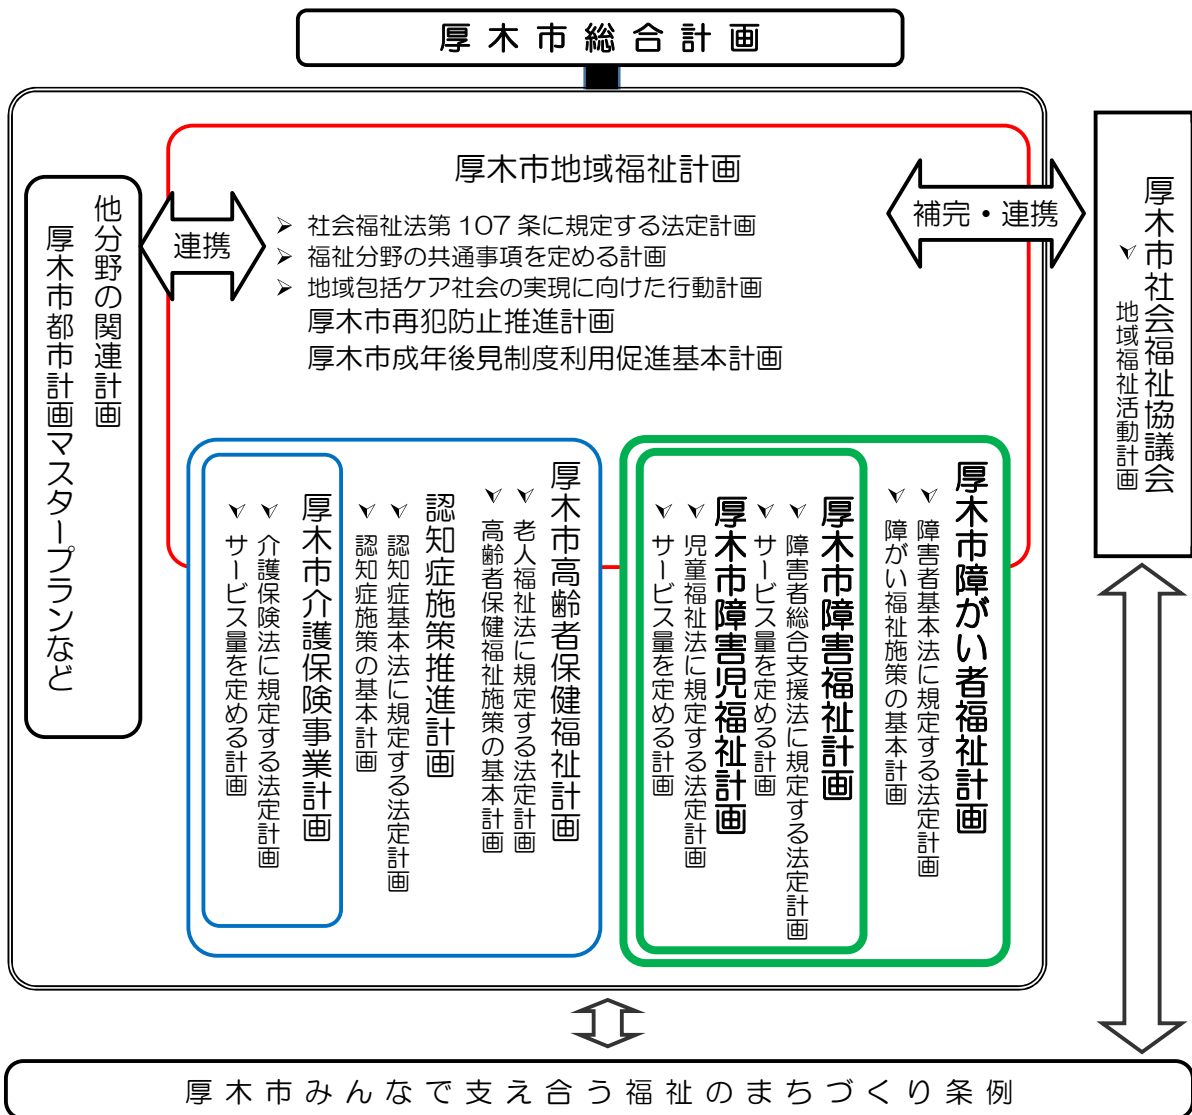 厚木市総合計画
厚木市地域福祉計画
➢ 社会福祉法第 107 条に規定する法定計画
➢ 福祉分野の共通事項を定める計画
➢ 地域包括ケア社会の実現に向けた行動計画
厚木市再犯防止推進計画
厚木市成年後見制度利用促進基本計画
連携
補完・連携
他分野の関連計画
厚木市都市計画マスタープランなど
厚木市社会福祉協議会
➢ 地域福祉活動計画
厚木市障がい者福祉計画
➢ 障害者基本法に規定する法定計画
➢ 障がい福祉施策の基本計画
厚木市障害福祉計画
➢ 障害者総合支援法に規定する法定計画
➢ サービス量を定める計画
厚木市障害児福祉計画
➢ 児童福祉法に規定する法定計画
➢ サービス量を定める計画
厚木市高齢者保健福祉計画
➢ 老人福祉法に規定する法定計画
➢ 高齢者保健福祉施策の基本計画
認知症施策推進計画
➢ 認知症基本法に規定する法定計画
➢ 認知症施策の基本計画
厚木市介護保険事業計画
➢ 介護保険法に規定する法定計画
➢ サービス量を定める計画
厚木市みんなで支え合う福祉のまちづくり条例